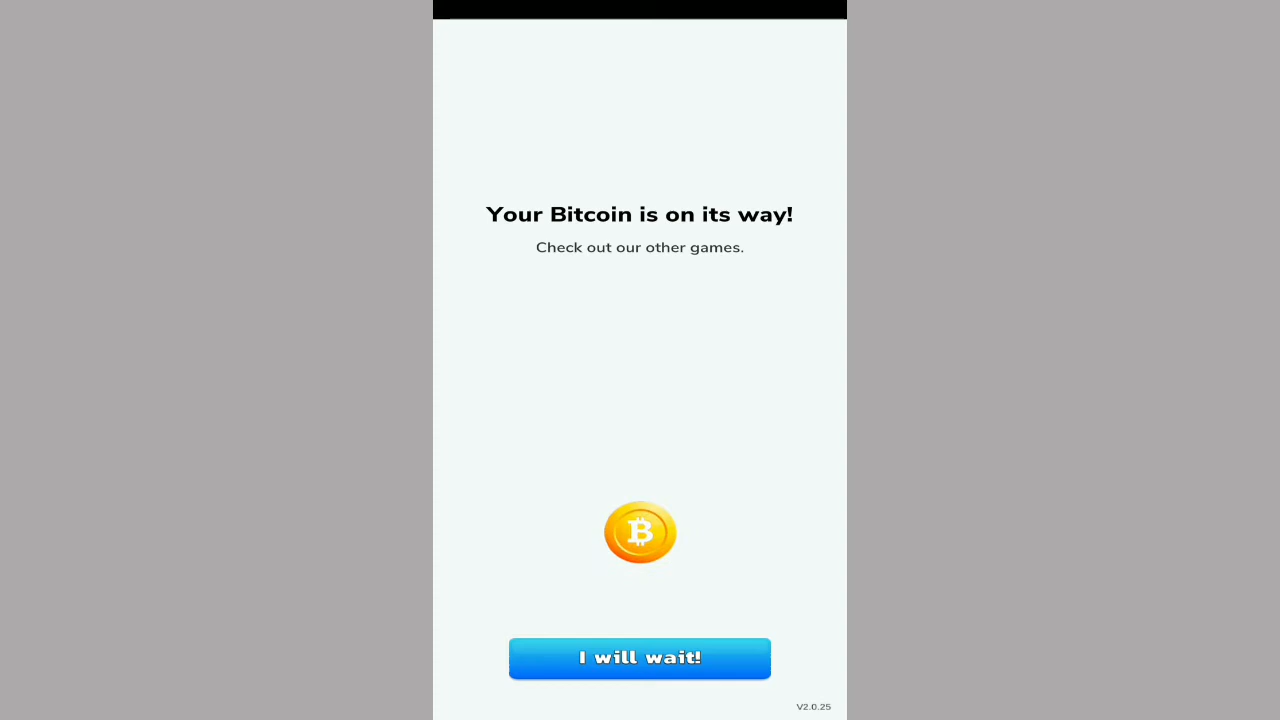 Your Bitcoin is on its way!
Check out our other games.
I will wait!
V2.0.25